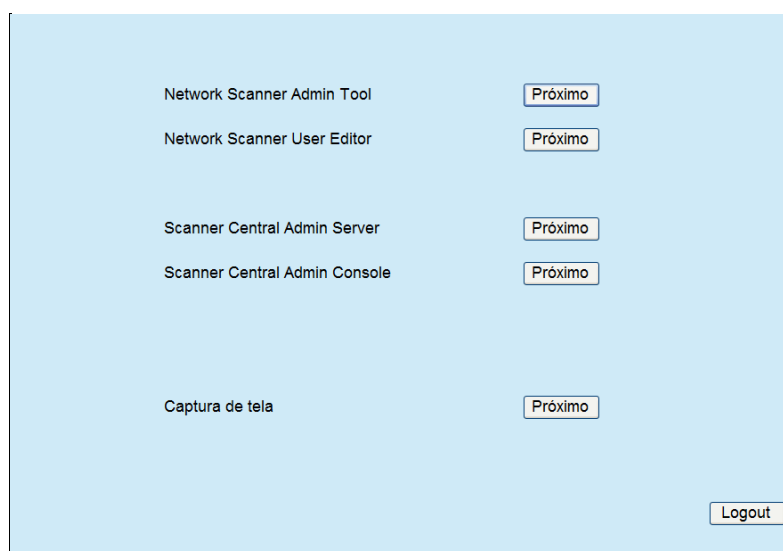 Network Scanner Admin Tool Próximo
Network Scanner User Editor Próximo
Scanner Central Admin Server Próximo
Scanner Central Admin Console Próximo
Captura de tela Próximo
Logout